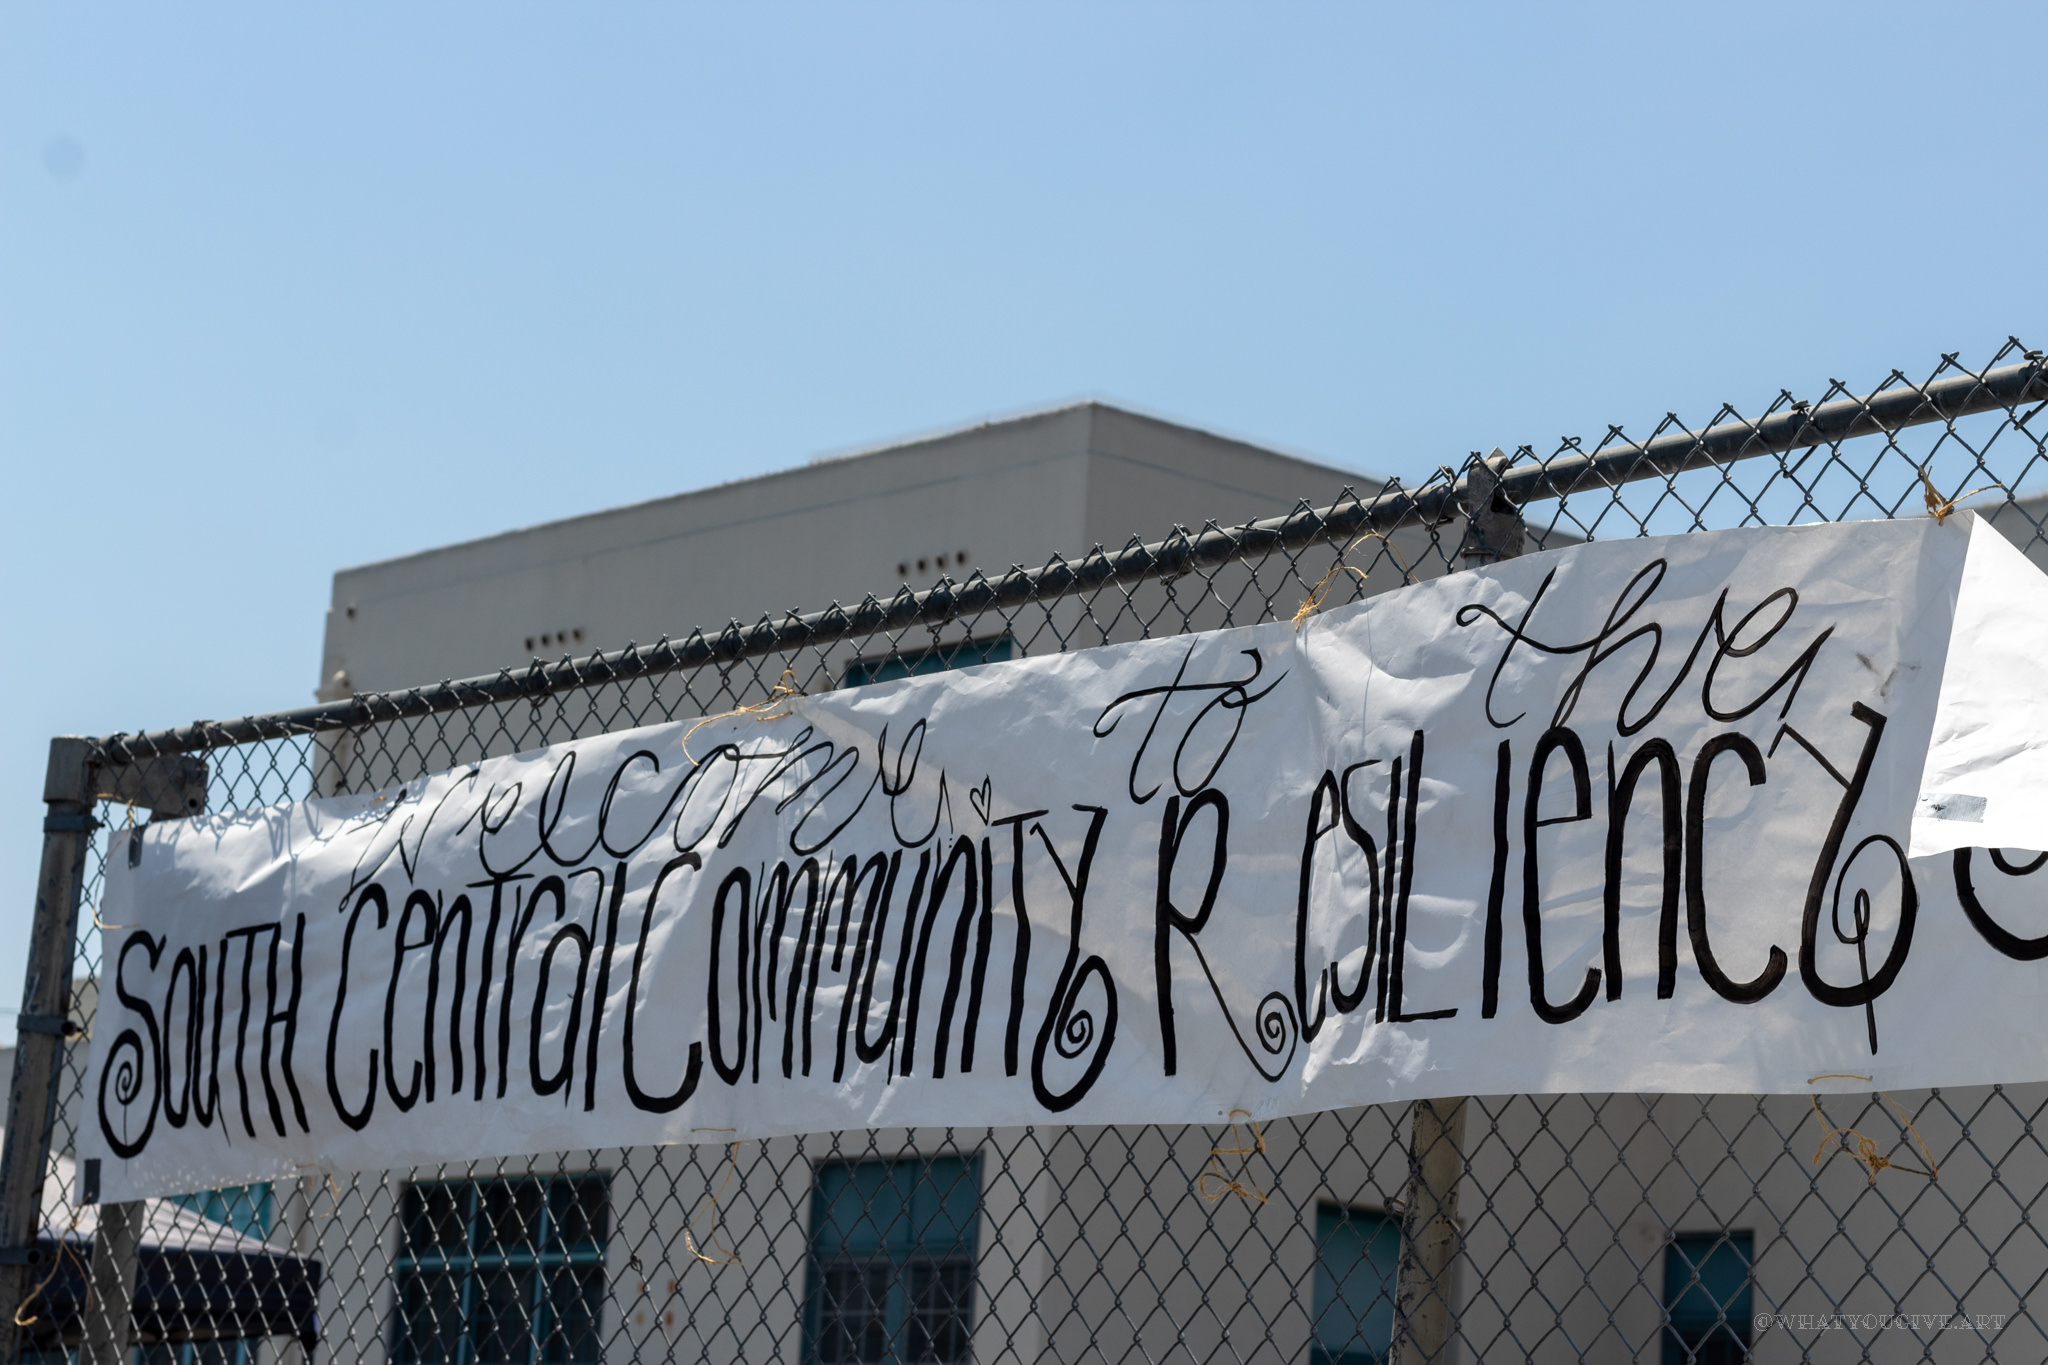 Welcome to the
South Central Community Resiliency
@WHATYOUGIVE.ART